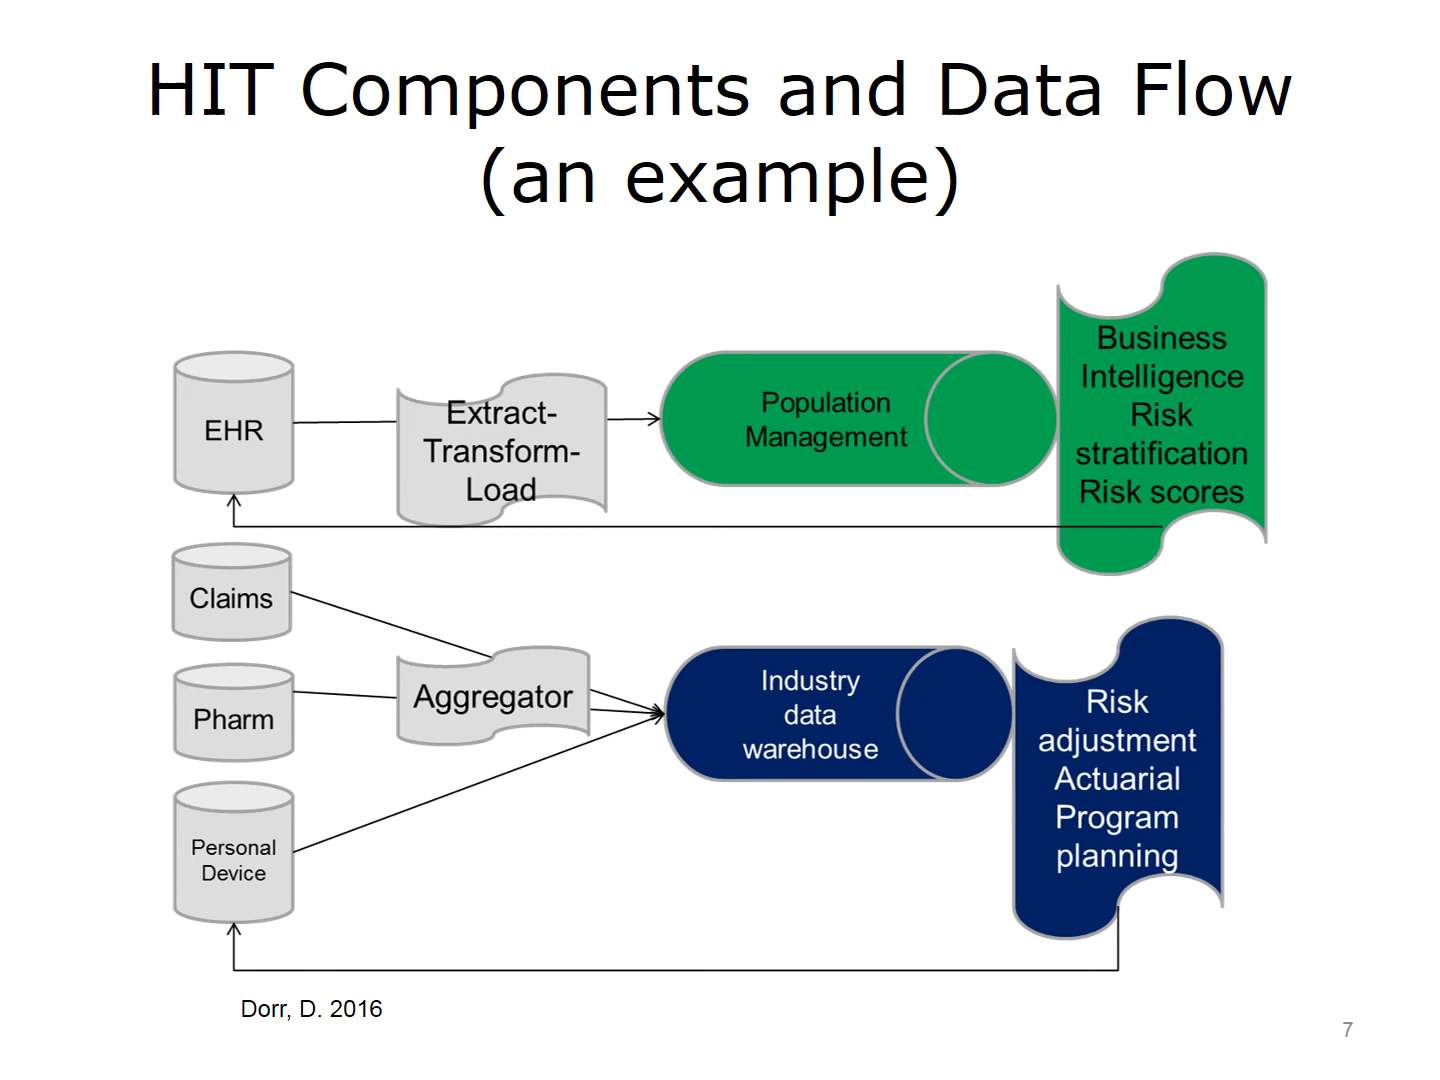 HIT Components and Data Flow
(an example)
EHR
Extract-
Transform-
Load
Population
Management
Business
Intelligence
Risk
stratification
Risk scores
Claims
Pharm
Personal
Device
Aggregator
Industry
data
warehouse
Risk
adjustment
Actuarial
Program
planning
Dorr, D. 2016
7